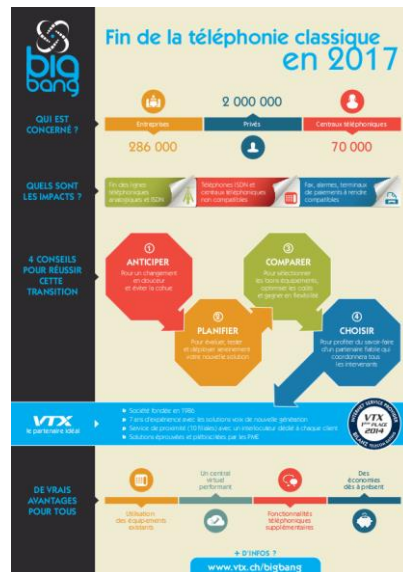 big
bang
Fin de la téléphonie classique
en 2017
QUI EST
CONCERNÉ ?
2 000 000
Entreprises
Privés
Centraux téléphoniques
286 000
70 000
QUELS SONT
LES IMPACTS ?
Fin des lignes
téléphoniques
analogiques et ISDN
Téléphones ISDN et
centraux téléphoniques
non compatibles
Fax, alarmes, terminaux
de paiements à rendre
compatibles
4 CONSEILS
POUR RÉUSSIR
CETTE
TRANSITION
1
ANTICIPER
Pour un changement
en douceur
et éviter la cohue
2
PLANIFIER
Pour évaluer, tester
et déployer sereinement
votre nouvelle solution
3
COMPARER
Pour sélectionner
les bons équipements,
optimiser les coûts
et gagner en flexibilité
4
CHOISIR
Pour profiter du savoir-faire
d'un partenaire fiable qui
coordonnera tous
les intervenants
VTX
le partenaire idéal
Société fondée en 1986
7 ans d'expérience avec les solutions voix de nouvelle génération
Service de proximité (10 filiales) avec un interlocuteur dédié à chaque client
Solutions éprouvées et plébiscitées par les PME
INTERNET SERVICE PROVIDER
VTX
1ÈRE PLACE
2014
BILANZ TELECOM RATING
DE VRAIS
AVANTAGES
POUR TOUS
Utilisation
des équipements
existants
Un central
virtuel
performant
Fonctionnalités
téléphoniques
supplémentaires
Des
économies
dès à présent
+ D'INFOS ?
www.vtx.ch/bigbang